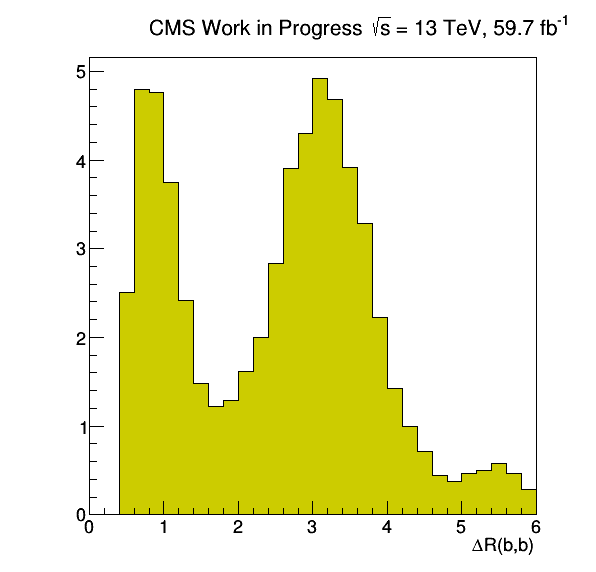 CMS Work in Progress √s = 13 TeV, 59.7 fb⁻¹
5
4
3
2
1
0
0 1 2 3 4 5 6
ΔR(b,b)